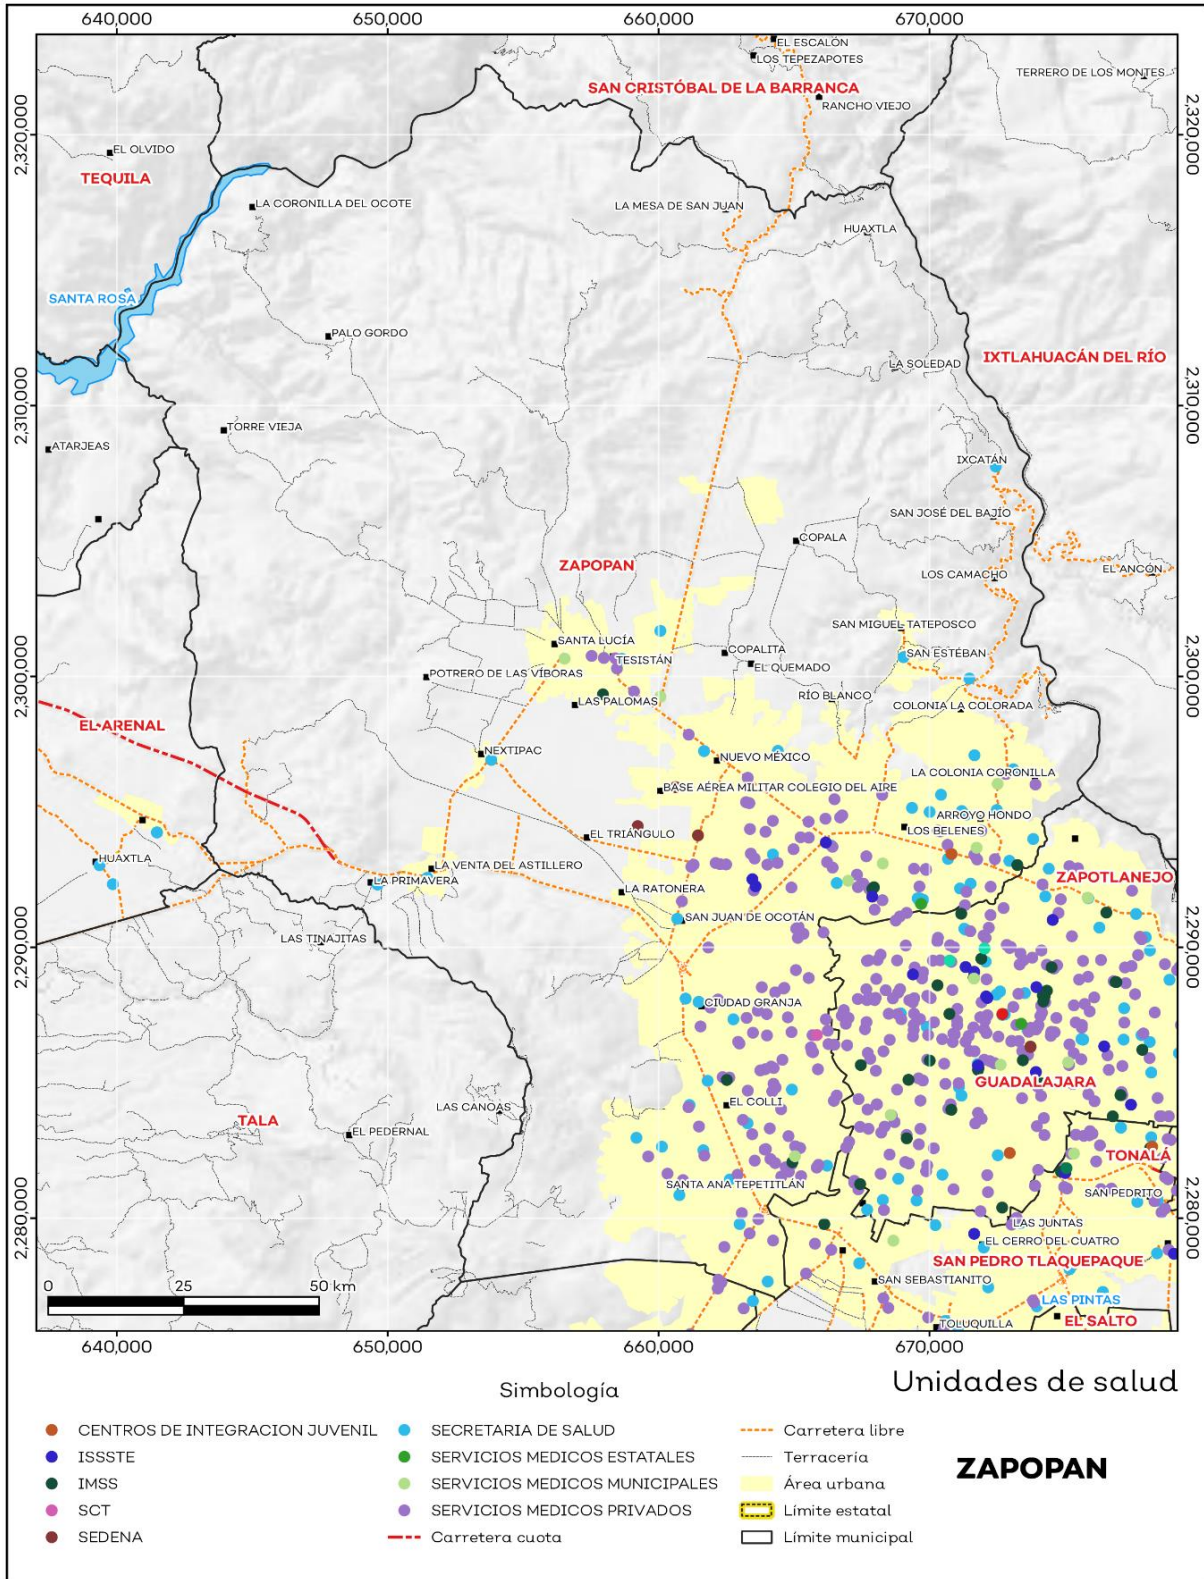 640,000
650,000
660,000
670,000
EL ESCALÓN
LOS TEPEZAPOTES
TERRERO DE LOS MONTES
SAN CRISTÓBAL DE LA BARRANCA
RANCHO VIEJO
2,320,000
2,320,000
EL OLVIDO
TEQUILA
LA CORONILLA DEL OCOTE
LA MESA DE SAN JUAN
HUAXTLA
SANTA ROSA
PALO GORDO
IXTLAHUACÁN DEL RÍO
LA SOLEDAD
2,310,000
2,310,000
TORRE VIEJA
ATARJEAS
IXCATÁN
SAN JOSÉ DEL BAJÍO
COPALA
ZAPOPAN
EL ANCÓN
LOS CAMACHO
SAN MIGUEL TATEPOSCO
SANTA LUCÍA
COPALITA
SAN ESTÉBAN
TESISTÁN
EL QUEMADO
2,300,000
2,300,000
POTRERO DE LAS VÍBORAS
RÍO BLANCO
LAS PALOMAS
COLONIA LA COLORADA
EL ARENAL
NEXTIPAC
NUEVO MÉXICO
LA COLONIA CORONILLA
BASE AÉREA MILITAR COLEGIO DEL AIRE
ARROYO HONDO
LOS BELENES)
EL TRIÁNGULO
HUAXTLA
LA VENTA DEL ASTILLERO
ZAPOTLANEJO
LA PRIMAVERA
LA RATONERA
SAN JUAN DE OCOTÁN
LAS TINAJITAS
2,290,000
2,290,000
CIUDAD GRANJA
GUADALAJARA
LAS CANOAS
EL COLLI
TALA
EL PEDERNAL
TONALÁ
SANTA ANA TEPETITLÁN
SAN PEDRITO
2,280,000
2,280,000
LAS JUNTAS
EL CERRO DEL CUATRO
SAN PEDRO TLAQUEPAQUE
0 25 50 km
SAN SEBASTIANITO
LAS PINTAS
TOLUQUILLA
EL SALTO
640,000
650,000
660,000
670,000
Simbología
Unidades de salud
CENTROS DE INTEGRACION JUVENIL
ISSSTE
IMSS
SCT
SEDENA
SECRETARIA DE SALUD
SERVICIOS MEDICOS ESTATALES
SERVICIOS MEDICOS MUNICIPALES
SERVICIOS MEDICOS PRIVADOS
Carretera cuota
Carretera libre
Terracería
Área urbana
Límite estatal
Límite municipal
ZAPOPAN